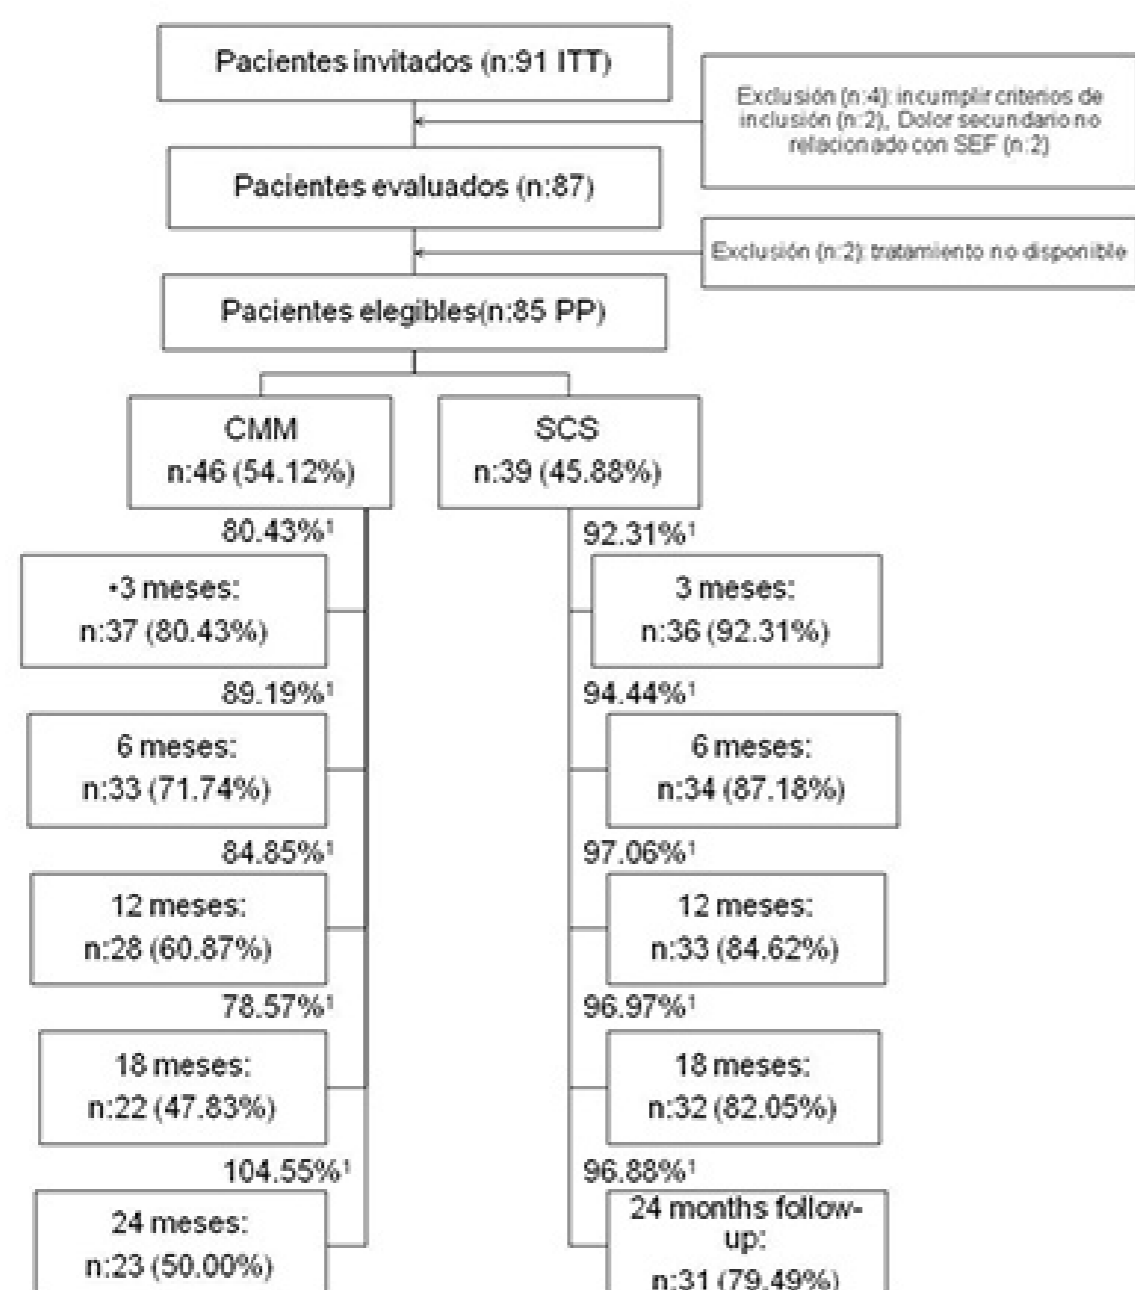 Pacientes invitados (n:91 ITT)
Exclusión (n:4): incumplir criterios de
inclusión (n:2), Dolor secundario no
relacionado con SEF (n:2)
Pacientes evaluados (n:87)
Exclusión (n:2): tratamiento no disponible
Pacientes elegibles(n:85 PP)
CMM
n:46 (54.12%)
SCS
n:39 (45.88%)
80.43%¹
•3 meses:
n:37 (80.43%)
89.19%¹
6 meses:
n:33 (71.74%)
84.85%¹
12 meses:
n:28 (60.87%)
78.57%¹
18 meses:
n:22 (47.83%)
104.55%¹
24 meses:
n:23 (50.00%)
92.31%¹
3 meses:
n:36 (92.31%)
94.44%¹
6 meses:
n:34 (87.18%)
97.06%¹
12 meses:
n:33 (84.62%)
96.97%¹
18 meses:
n:32 (82.05%)
96.88%¹
24 months follow-
up:
n:31 (79.49%)